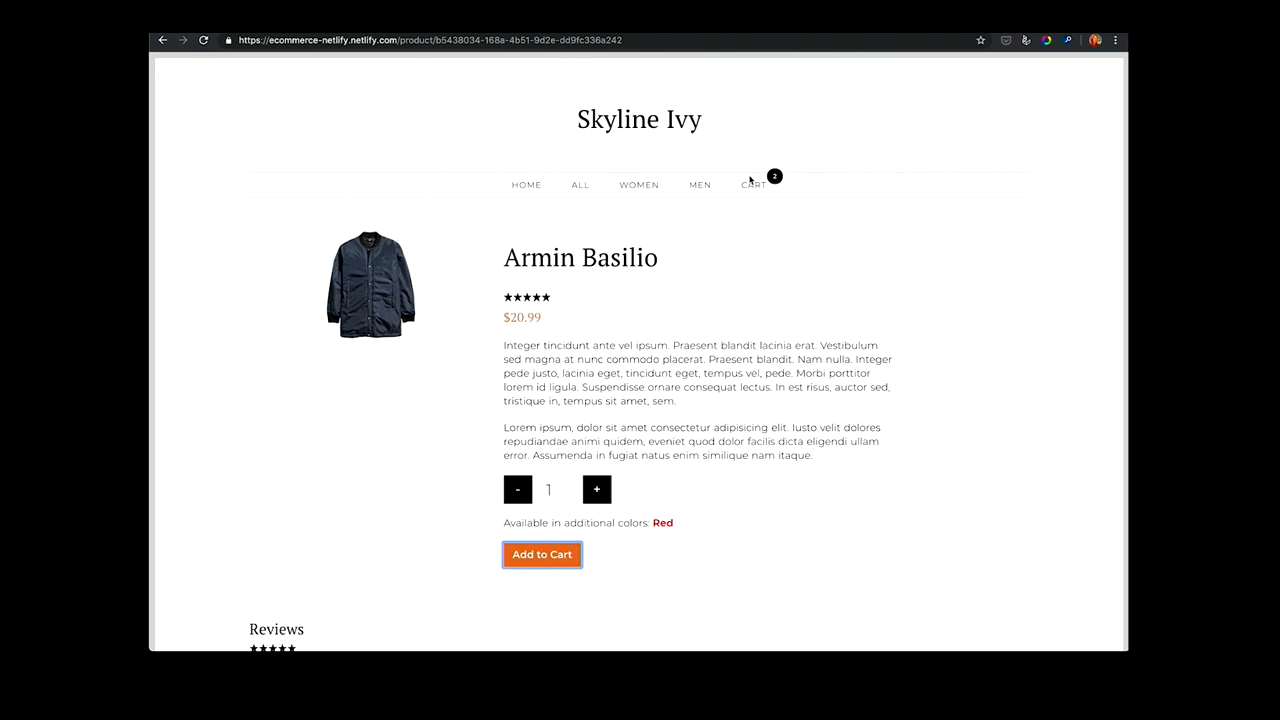 https://ecommerce-netlify.netlify.com/product/b5438034-168a-4b51-9d2e-dd9fc336a242
Skyline Ivy
HOME ALL WOMEN MEN CART 2
Armin Basilio
★★★★★
$20.99
Integer tincidunt ante vel ipsum. Praesent blandit lacinia erat. Vestibulum
sed magna at nunc commodo placerat. Praesent blandit. Nam nulla. Integer
pede justo, lacinia eget, tincidunt eget, tempus vel, pede. Morbi porttitor
lorem id ligula. Suspendisse ornare consequat lectus. In est risus, auctor sed,
tristique in, tempus sit amet, sem.
Lorem ipsum, dolor sit amet consectetur adipisicing elit. Iusto velit dolores
repudiandae animi quidem, eveniet quod dolor facilis dicta eligendi ullam
error. Assumenda in fugiat natus enim similique nam itaque.
- 1 +
Available in additional colors: Red
Add to Cart
Reviews
★★★★★